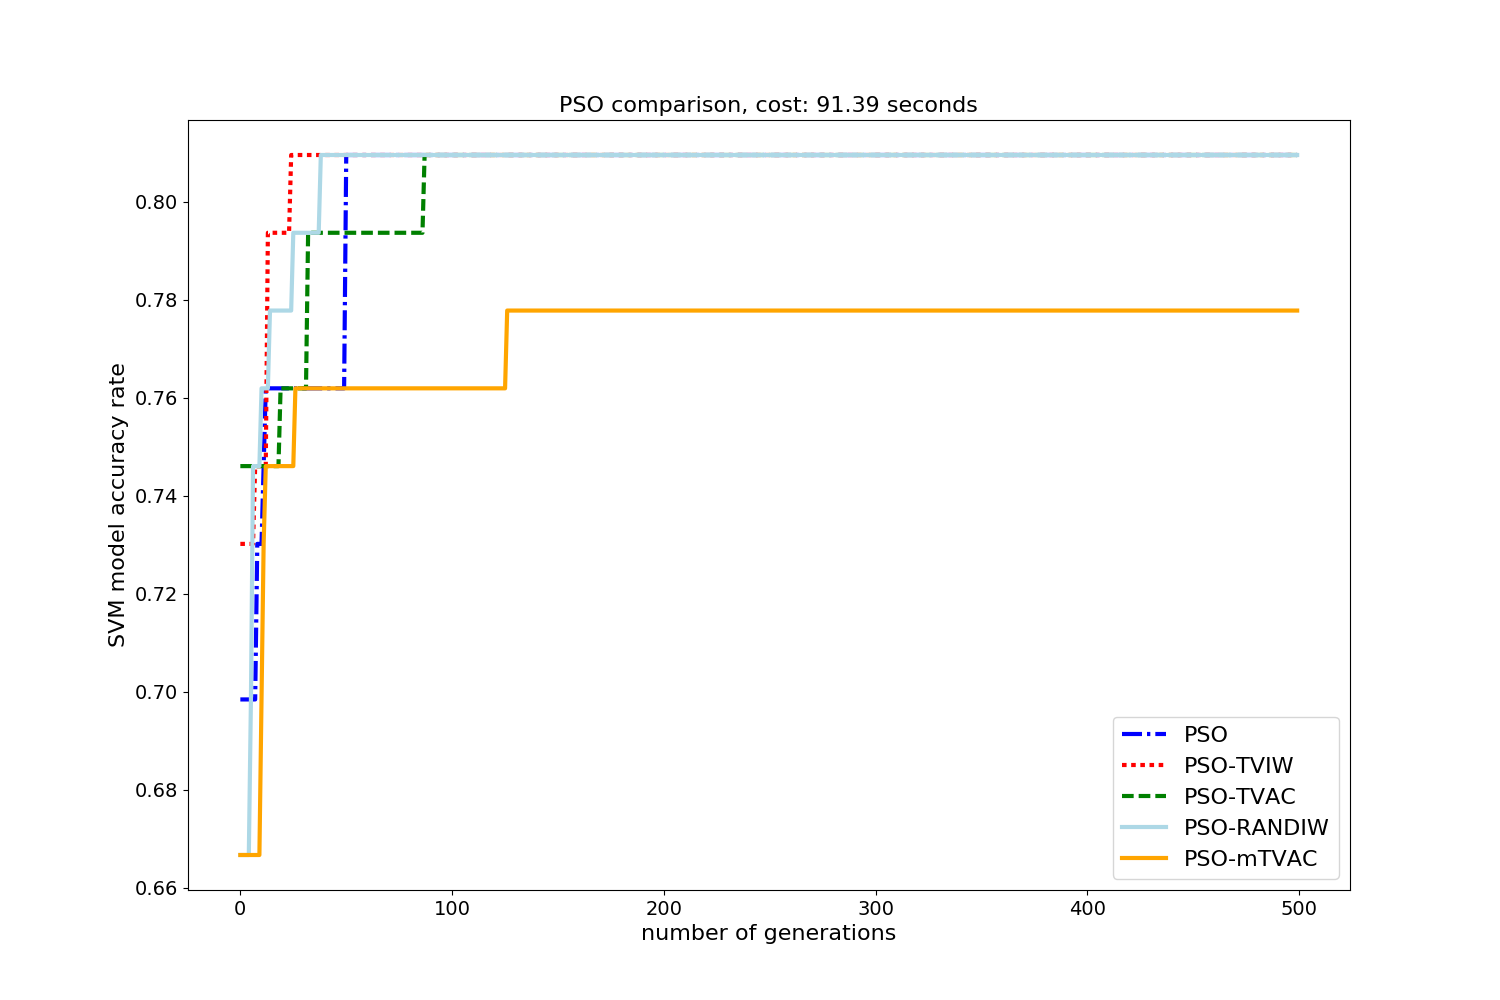 PSO comparison, cost: 91.39 seconds
SVM model accuracy rate
0.80
0.78
0.76
0.74
0.72
0.70
0.68
0.66
0 100 200 300 400 500
number of generations
PSO
PSO-TVIW
PSO-TVAC
PSO-RANDIW
PSO-mTVAC